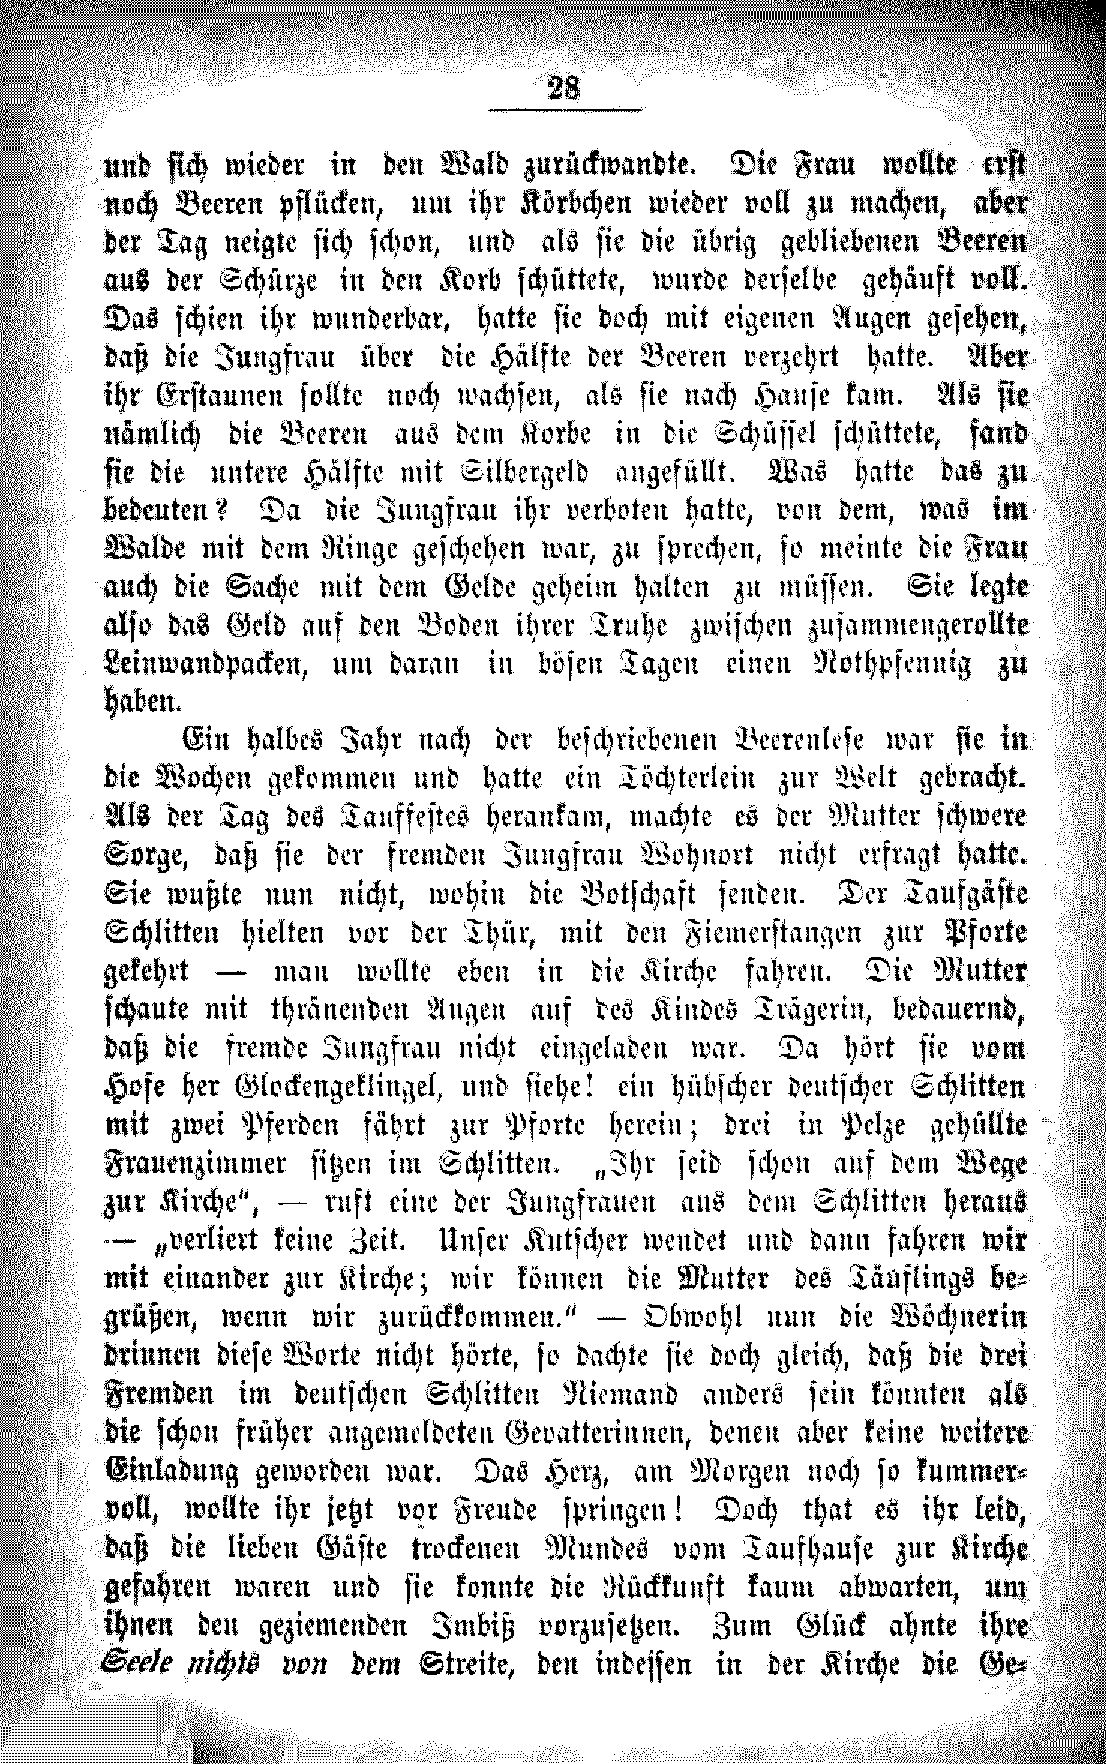 28
und sich wieder in den Wald zurückwandte. Die Frau wollte erst
noch Beeren pflücken, um ihr Körbchen wieder voll zu machen, aber
der Tag neigte sich schon, und als sie die übrig gebliebenen Beeren
aus der Schürze in den Korb schüttete, wurde derselbe gehäuft voll.
Das schien ihr wunderbar, hatte sie doch mit eigenen Augen gesehen,
daß die Jungfrau über die Hälfte der Beeren verzehrt hatte. Aber
ihr Erstaunen sollte noch wachsen, als sie nach Hause kam. Als sie
nämlich die Beeren aus dem Korbe in die Schüssel schüttete, fand
sie die untere Hälfte mit Silbergeld angefüllt. Was hatte das zu
bedeuten? Da die Jungfrau ihr verboten hatte, von dem, was im
Walde mit dem Ringe geschehen war, zu sprechen, so meinte die Frau
auch die Sache mit dem Gelde geheim halten zu müssen. Sie legte
also das Geld auf den Boden ihrer Truhe zwischen zusammengerollte
Leinwandpacken, um daran in bösen Tagen einen Nothpfennig zu
haben.
Ein halbes Jahr nach der beschriebenen Beerenlese war sie in
die Wochen gekommen und hatte ein Töchterlein zur Welt gebracht.
Als der Tag des Tauffestes herankam, machte es der Mutter schwere
Sorge, daß sie der fremden Jungfrau Wohnort nicht erfragt hatte.
Sie wußte nun nicht, wohin die Botschaft senden. Der Taufgäste
Schlitten hielten vor der Thür, mit den Fiemerstangen zur Pforte
gekehrt — man wollte eben in die Kirche fahren. Die Mutter
schaute mit thränenden Augen auf des Kindes Trägerin, bedauernd,
daß die fremde Jungfrau nicht eingeladen war. Da hört sie vom
Hofe her Glockengeklingel, und siehe! ein hübscher deutscher Schlitten
mit zwei Pferden fährt zur Pforte herein; drei in Pelze gehüllte
Frauenzimmer sitzen im Schlitten. „Ihr seid schon auf dem Wege
zur Kirche“, — ruft eine der Jungfrauen aus dem Schlitten heraus
— „verliert keine Zeit. Unser Kutscher wendet und dann fahren wir
mit einander zur Kirche; wir können die Mutter des Täuflings be-
grüßen, wenn wir zurückkommen.“ — Obwohl nun die Wöchnerin
drinnen diese Worte nicht hörte, so dachte sie doch gleich, daß die drei
Fremden im deutschen Schlitten Niemand anders sein könnten als
die schon früher angemeldeten Gevatterinnen, denen aber keine weitere
Einladung geworden war. Das Herz, am Morgen noch so kummer-
voll, wollte ihr jetzt vor Freude springen! Doch that es ihr leid,
daß die lieben Gäste trockenen Mundes vom Taufhause zur Kirche
gefahren waren und sie konnte die Rückkunft kaum abwarten, um
ihnen den geziemenden Imbiß vorzusetzen. Zum Glück ahnte ihre
Seele nichts von dem Streite, den indessen in der Kirche die Ge-